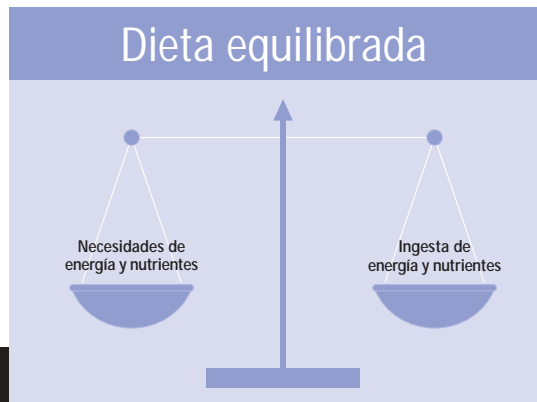 Dieta equilibrada
Necesidades de
energía y nutrientes
Ingesta de
energía y nutrientes